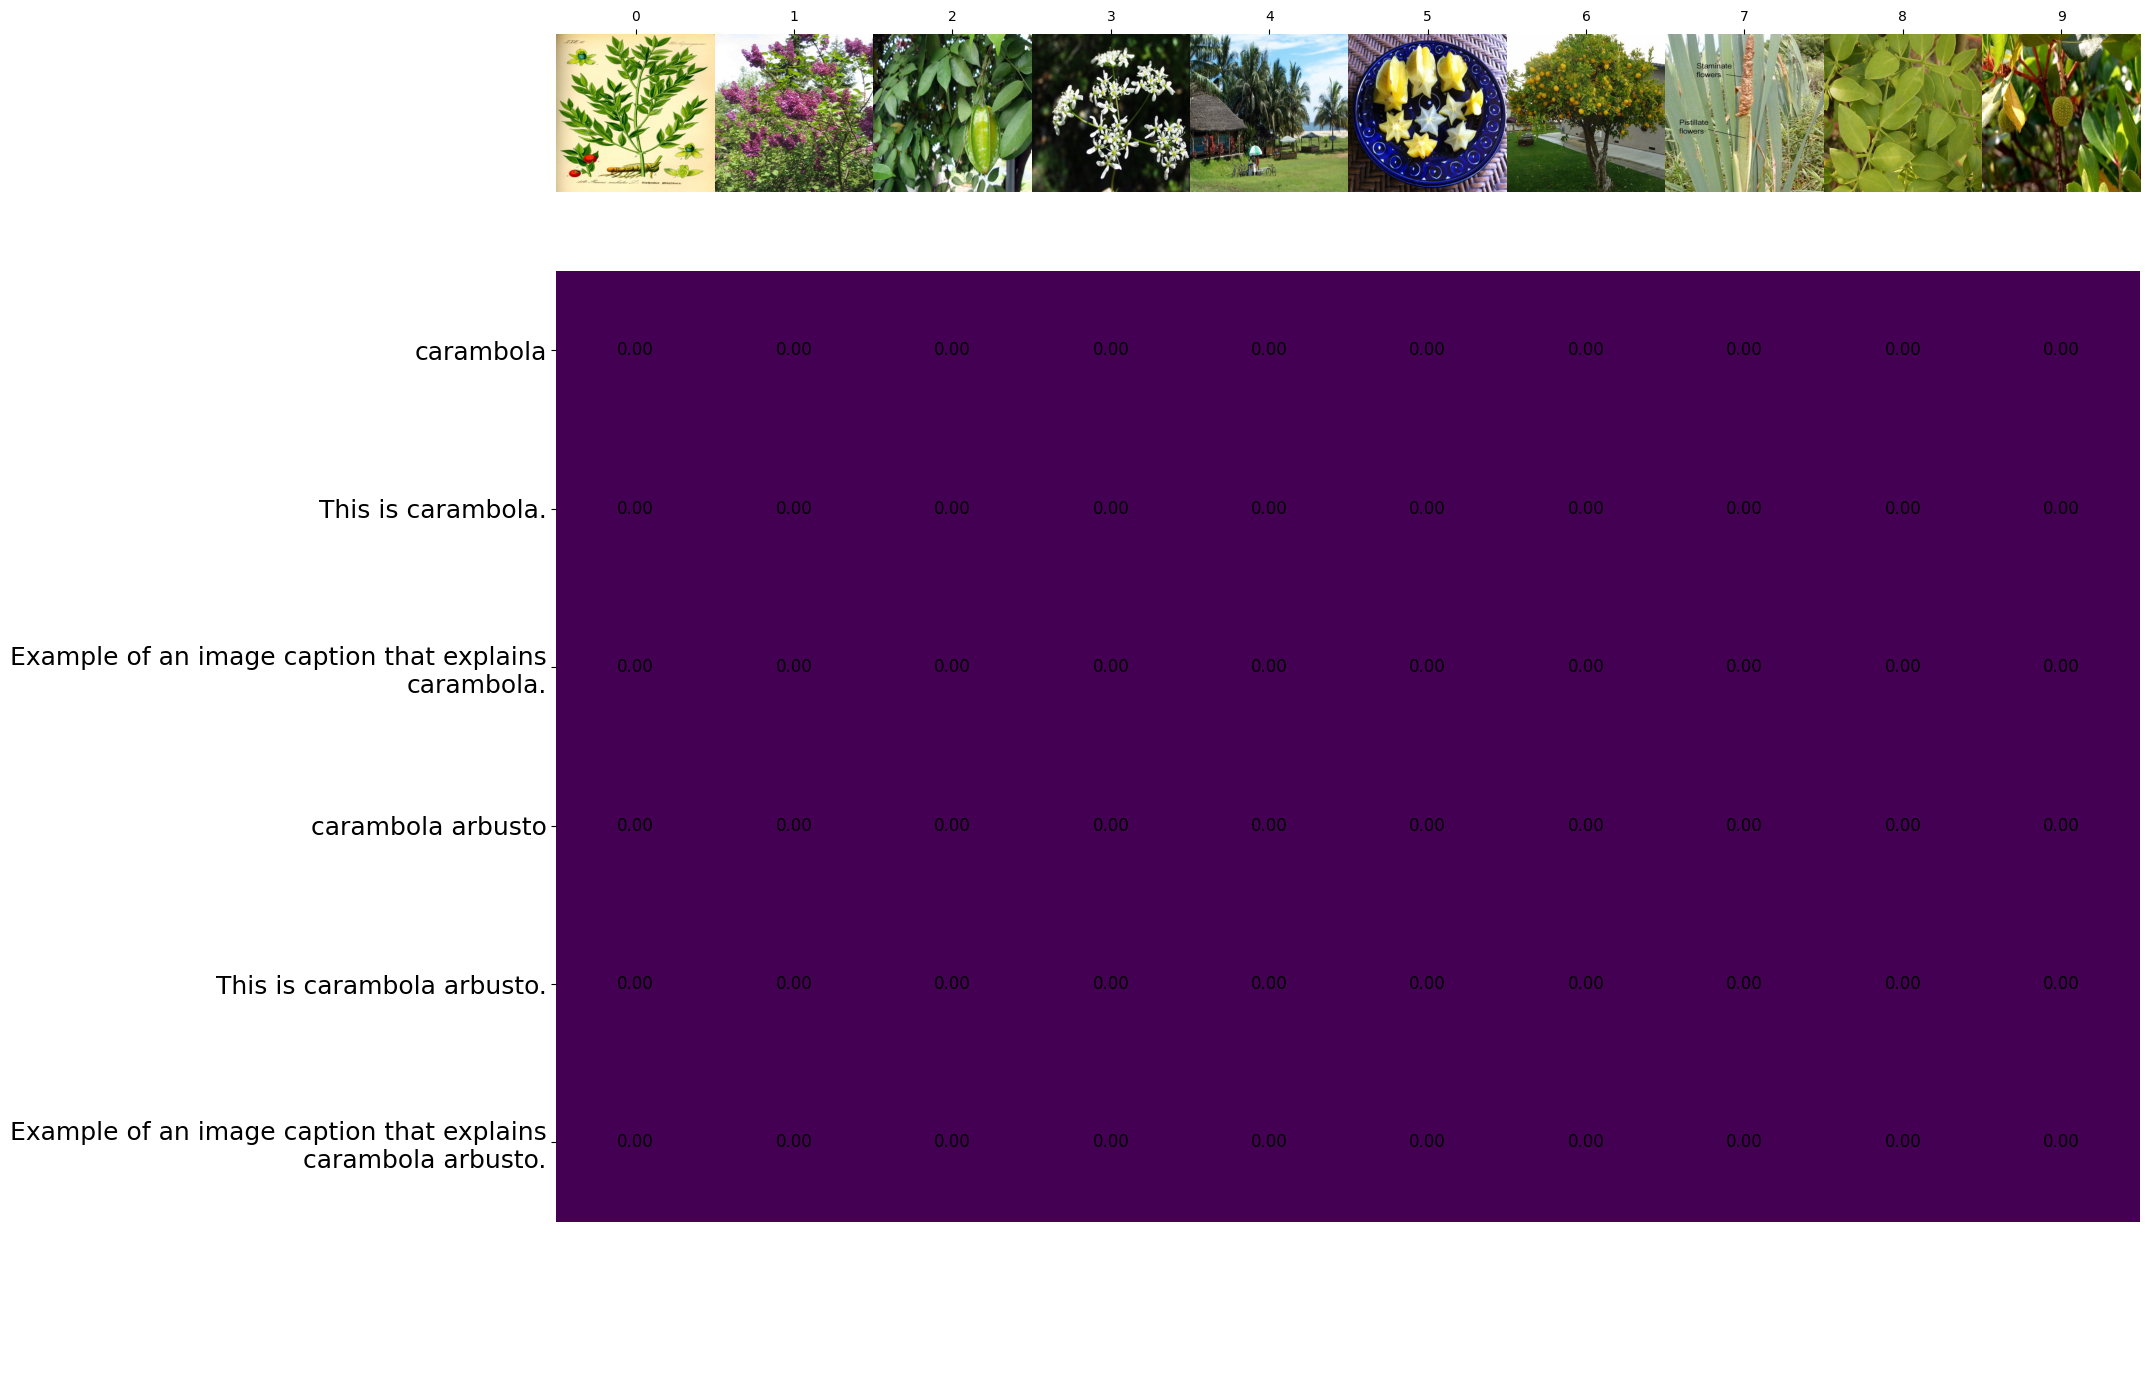 0 1 2 3 4 5 6 7 8 9
Staminate
flowers
Pistillate
flowers
carambola
0.00 0.00 0.00 0.00 0.00 0.00 0.00 0.00 0.00 0.00
This is carambola.
0.00 0.00 0.00 0.00 0.00 0.00 0.00 0.00 0.00 0.00
Example of an image caption that explains
carambola.
0.00 0.00 0.00 0.00 0.00 0.00 0.00 0.00 0.00 0.00
carambola arbusto
0.00 0.00 0.00 0.00 0.00 0.00 0.00 0.00 0.00 0.00
This is carambola arbusto.
0.00 0.00 0.00 0.00 0.00 0.00 0.00 0.00 0.00 0.00
Example of an image caption that explains
carambola arbusto.
0.00 0.00 0.00 0.00 0.00 0.00 0.00 0.00 0.00 0.00